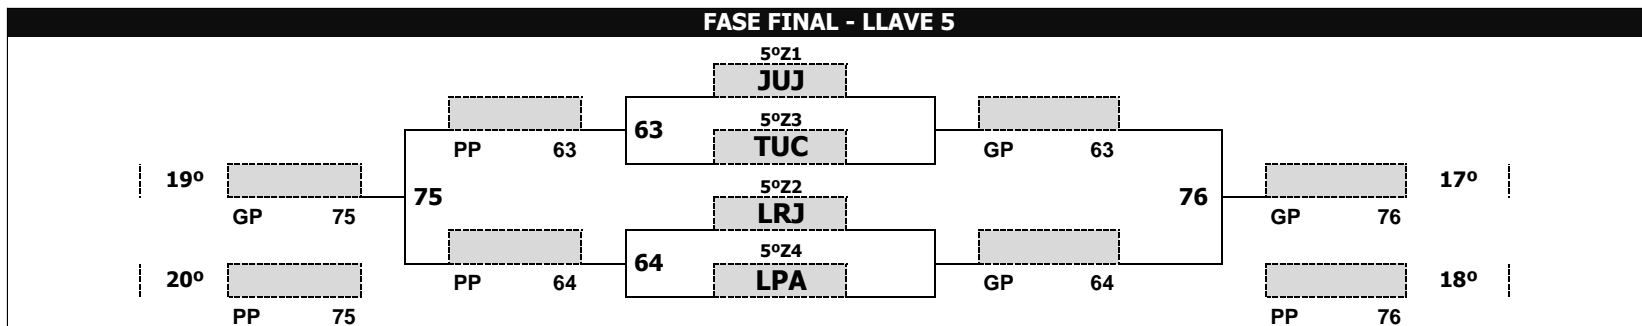 FASE FINAL - LLAVE 5
5ºZ1
JUJ
63
5ºZ3
TUC
PP 63
GP 63
19º
17º
5ºZ2
75
76
LRJ
GP 75
GP 76
5ºZ4
64
20º
LPA
18º
PP 64
GP 64
PP 75
PP 76